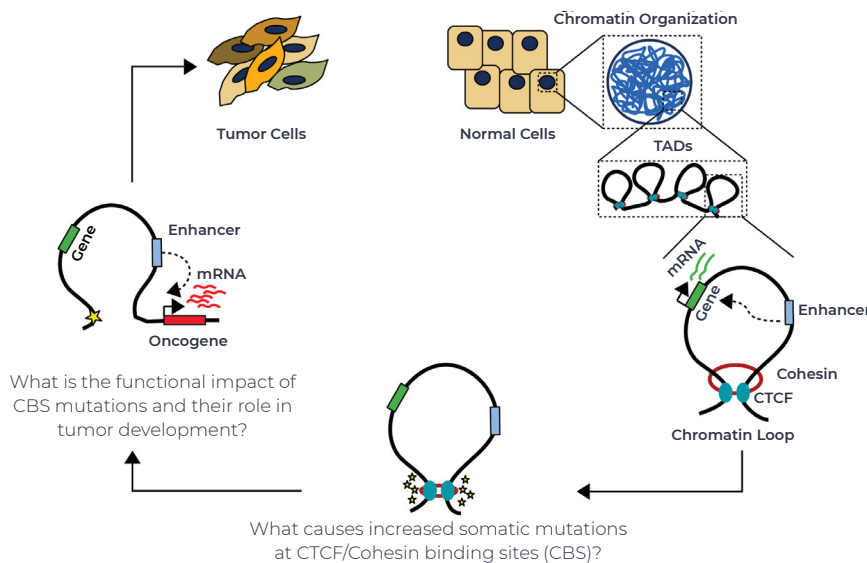 Chromatin Organization
Tumor Cells
Normal Cells
TADs
Gene
Enhancer
mRNA
Oncogene
mRNA
Gene
Enhancer
Cohesin
CTCF
Chromatin Loop
What is the functional impact of
CBS mutations and their role in
tumor development?
What causes increased somatic mutations
at CTCF/Cohesin binding sites (CBS)?